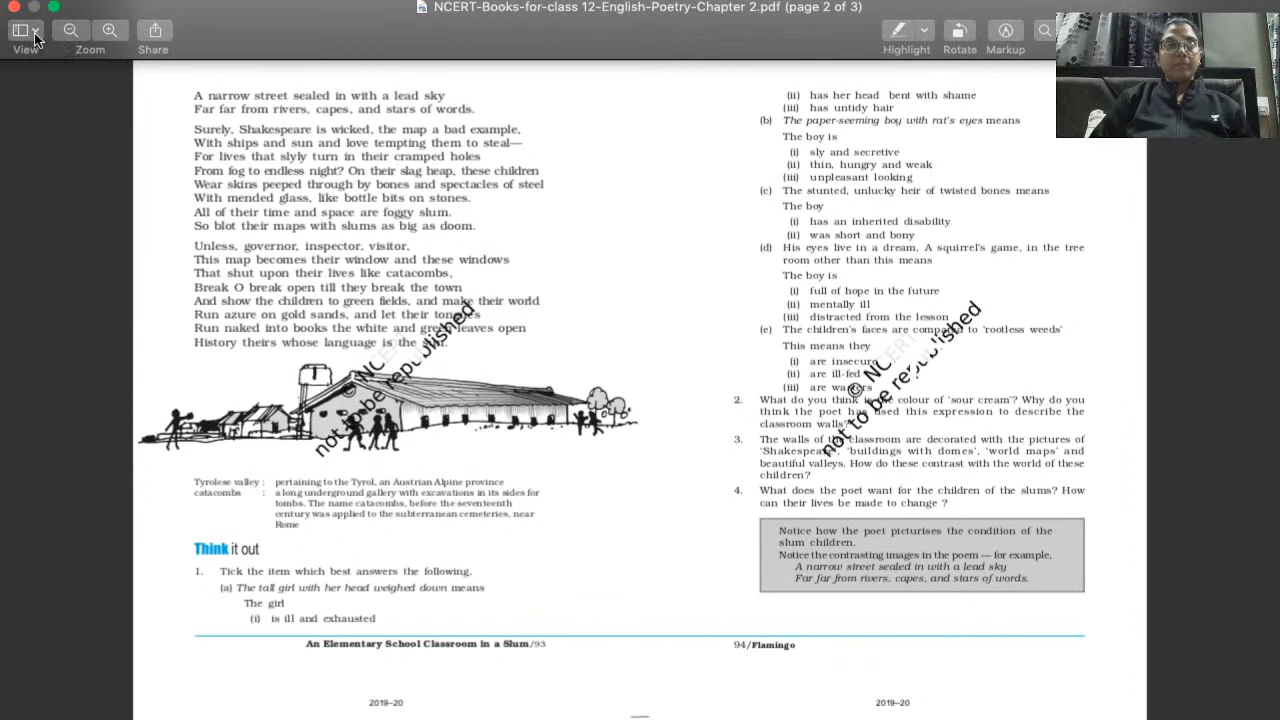 NCERT-Books-for-class 12-English-Poetry-Chapter 2.pdf (page 2 of 3)
View
Zoom
Share
Highlight
Rotate
Markup
A narrow street sealed in with a lead sky
Far far from rivers, capes, and stars of words.
Surely, Shakespeare is wicked, the map a bad example,
With ships and sun and love tempting them to steal—
For lives that slyly turn in their cramped holes
From fog to endless night? On their slag heap, these children
Wear skins peeped through by bones and spectacles of steel
With mended glass, like bottle bits on stones.
All of their time and space are foggy slum.
So blot their maps with slums as big as doom.
Unless, governor, inspector, visitor,
This map becomes their window and these windows
That shut upon their lives like catacombs,
Break O break open till they break the town
And show the children to green fields, and make their world
Run azure on gold sands, and let their
Run naked into books the white and green leaves open
History theirs whose language is the
© NCERT
not to be republished
Tyrolese valley : pertaining to the Tyrol, an Austrian Alpine province
catacombs : a long underground gallery with excavations in its sides for
tombs. The name catacombs, before the seventeenth
century was applied to the subterranean cemeteries, near
Rome
Think it out
1. Tick the item which best answers the following.
(a) The tall girl with her head weighed down means
The girl
(i) is ill and exhausted
An Elementary School Classroom in a Slum/93
2019–20
(ii) has her head bent with shame
(iii) has untidy hair
(b) The paper-seeming boy with rat's eyes means
The boy is
(i) sly and secretive
(ii) thin, hungry and weak
(iii) unpleasant looking
(c) The stunted, unlucky heir of twisted bones means
The boy
(i) has an inherited disability
(ii) was short and bony
(d) His eyes live in a dream, A squirrel's game, in the tree
room other than this means
The boy is
(i) full of hope in the future
(ii) mentally ill
(iii) distracted from the lesson
(e) The children's faces are compared to 'rootless weeds'
This means they
(i) are insecure
(ii) are ill-fed
(iii) are wasters
© NCERT
not to be republished
2. What do you think is the colour of 'sour cream'? Why do you
think the poet has used this expression to describe the
classroom walls?
3. The walls of the classroom are decorated with the pictures of
'Shakespeare', 'buildings with domes', 'world maps' and
beautiful valleys. How do these contrast with the world of these
children?
4. What does the poet want for the children of the slums? How
can their lives be made to change ?
Notice how the poet picturises the condition of the
slum children.
Notice the contrasting images in the poem — for example,
A narrow street sealed in with a lead sky
Far far from rivers, capes, and stars of words.
94/Flamingo
2019–20